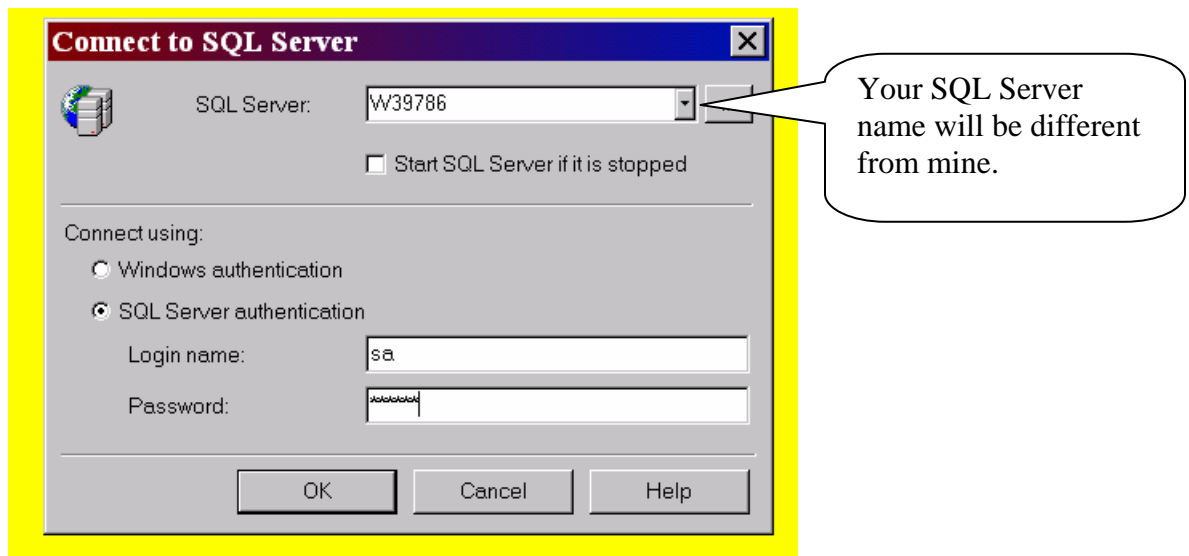 Connect to SQL Server
SQL Server:
W39786
Start SQL Server if it is stopped
Your SQL Server
name will be different
from mine.
Connect using:
Windows authentication
SQL Server authentication
Login name:
sa
Password:
*******
OK
Cancel
Help